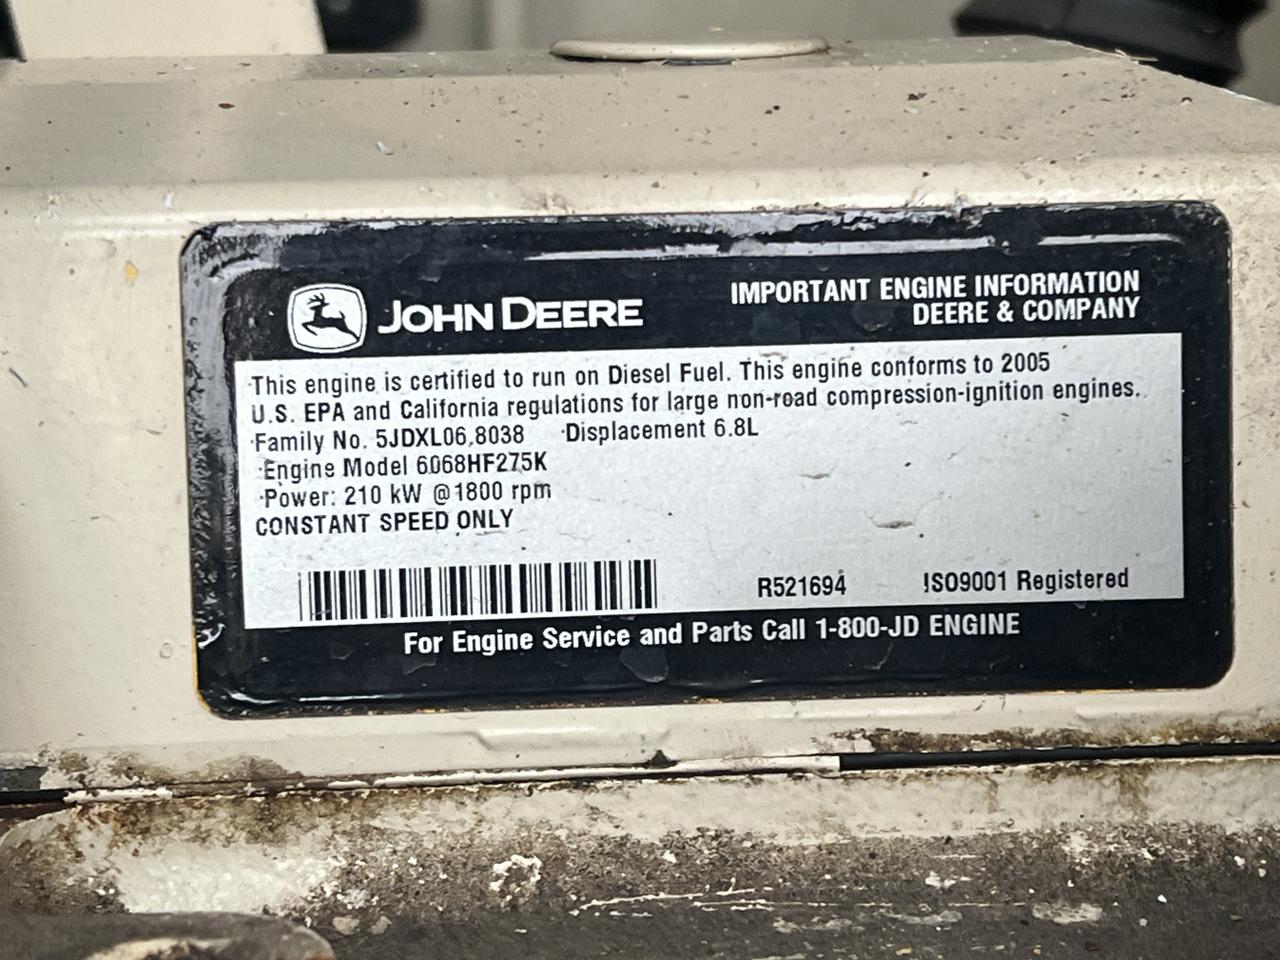 JOHN DEERE
IMPORTANT ENGINE INFORMATION
DEERE & COMPANY
This engine is certified to run on Diesel Fuel. This engine conforms to 2005
U.S. EPA and California regulations for large non-road compression-ignition engines.
Family No. 5JDXL06.8038 Displacement 6.8L
Engine Model 6068HF275K
Power: 210 kW @1800 rpm
CONSTANT SPEED ONLY
R521694 ISO9001 Registered
For Engine Service and Parts Call 1-800-JD ENGINE